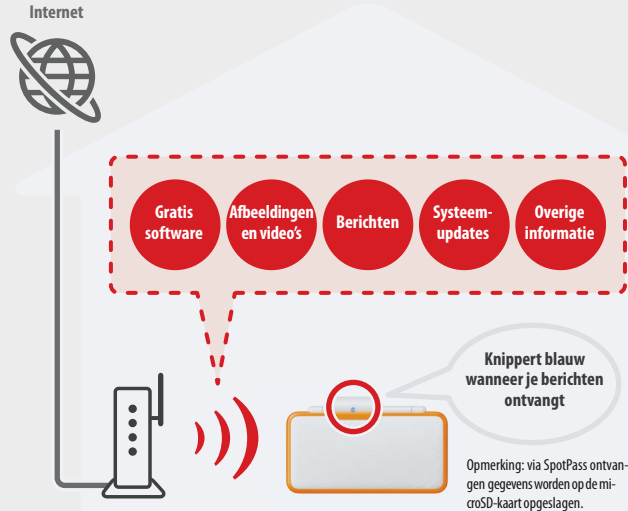 Internet
Gratis
software
Afbeeldingen
en video's
Berichten
Systeem-
updates
Overige
informatie
Knippert blauw
wanneer je berichten
ontvangt
Opmerking: via SpotPass ontvan-
gen gegevens worden op de mi-
croSD-kaart opgeslagen.